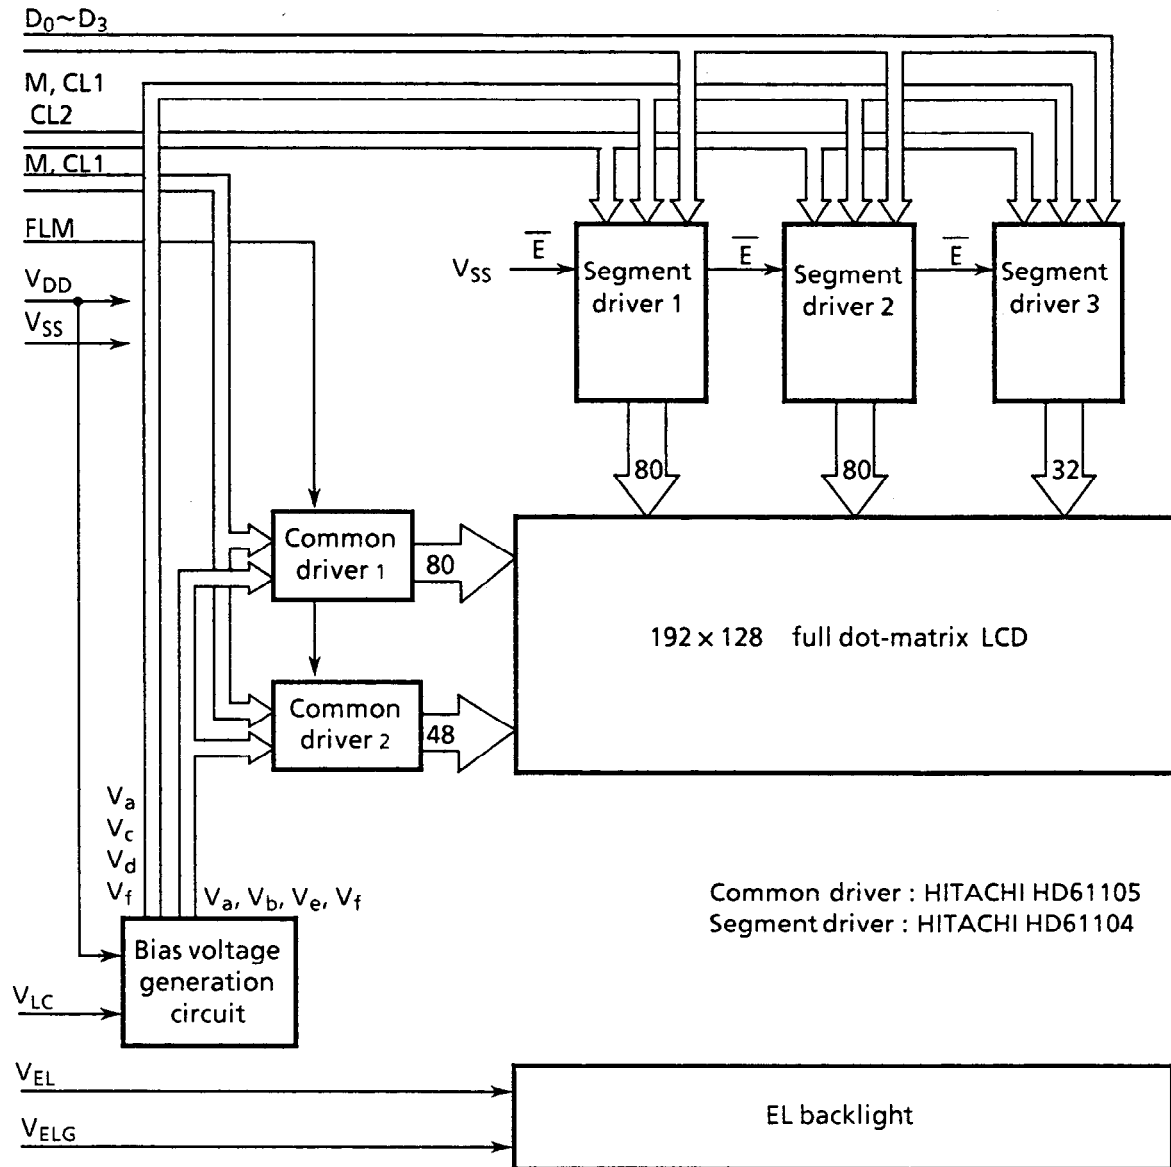 D0~D3
M, CL1
CL2
M, CL1
FLM
VDD
VSS
VSS
E
E
E
Segment
driver 1
Segment
driver 2
Segment
driver 3
80
80
32
Common
driver 1
80
192 x 128 full dot-matrix LCD
Common
driver 2
48
Va
Vc
Vd
Vf
Va, Vb, Ve, Vf
Common driver : HITACHI HD61105
Segment driver : HITACHI HD61104
Bias voltage
generation
circuit
VLC
VEL
VELG
EL backlight